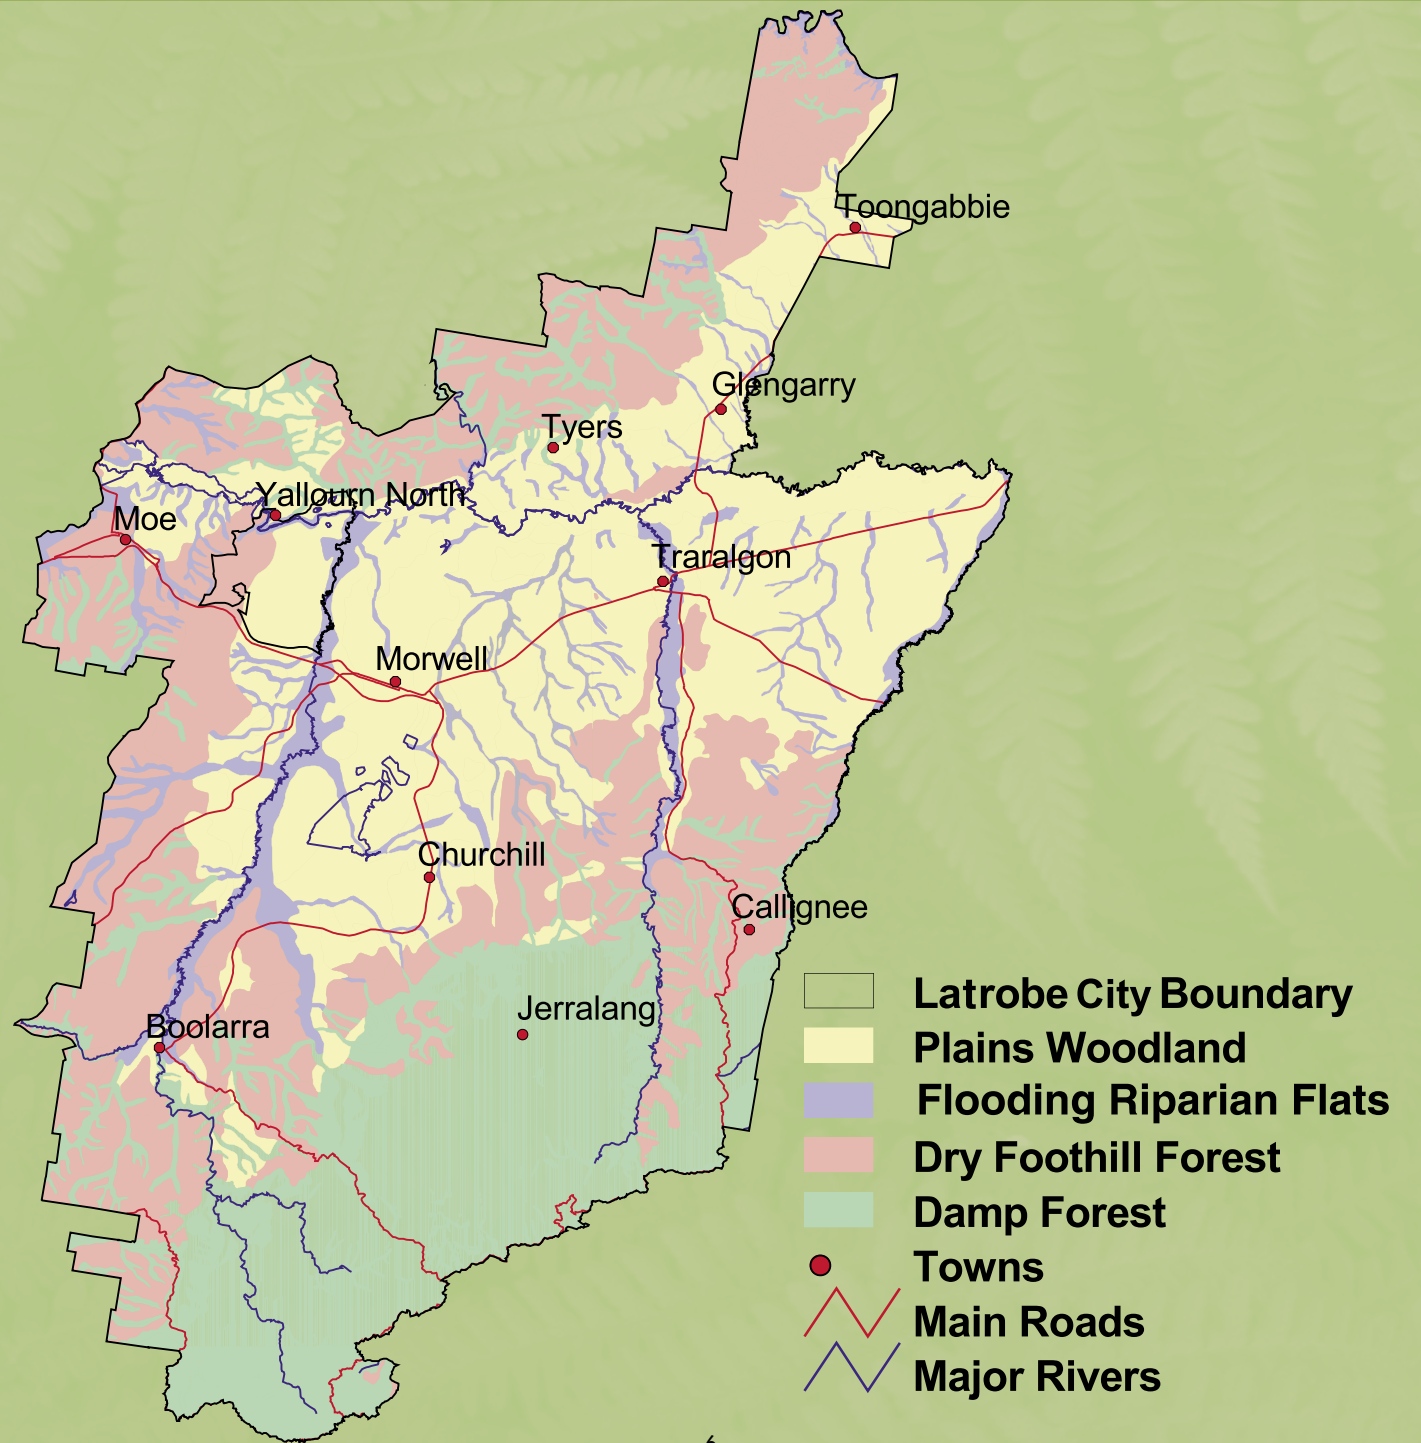 Toongabbie
Glengarry
Tyers
Yallourn North
Moe
Traralgon
Morwell
Churchill
Callignee
Jerralang
Boolarra
Latrobe City Boundary
Plains Woodland
Flooding Riparian Flats
Dry Foothill Forest
Damp Forest
Towns
Main Roads
Major Rivers